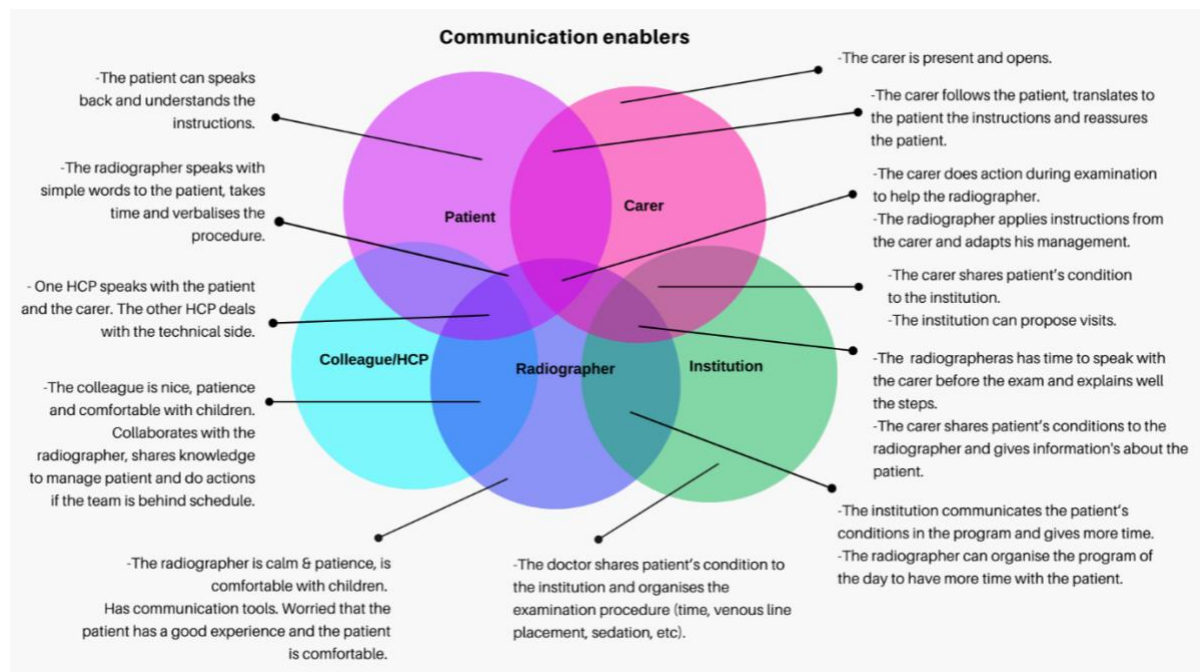 Communication enablers
-The patient can speaks
back and understands the
instructions.
-The radiographer speaks with
simple words to the patient, takes
time and verbalises the
procedure.
- One HCP speaks with the patient
and the carer. The other HCP deals
with the technical side.
-The colleague is nice, patience
and comfortable with children.
Collaborates with the
radiographer, shares knowledge
to manage patient and do actions
if the team is behind schedule.
-The radiographer is calm & patience, is
comfortable with children.
Has communication tools. Worried that the
patient has a good experience and the patient
is comfortable.
Patient
Carer
Colleague/HCP
Radiographer
Institution
-The doctor shares patient's condition to
the institution and organises the
examination procedure (time, venous line
placement, sedation, etc).
-The carer is present and opens.
-The carer follows the patient, translates to
the patient the instructions and reassures
the patient.
-The carer does action during examination
to help the radiographer.
-The radiographer applies instructions from
the carer and adapts his management.
-The carer shares patient's condition
to the institution.
-The institution can propose visits.
-The radiographeras has time to speak with
the carer before the exam and explains well
the steps.
-The carer shares patient's conditions to the
radiographer and gives information's about the
patient.
-The institution communicates the patient's
conditions in the program and gives more time.
-The radiographer can organise the program of
the day to have more time with the patient.